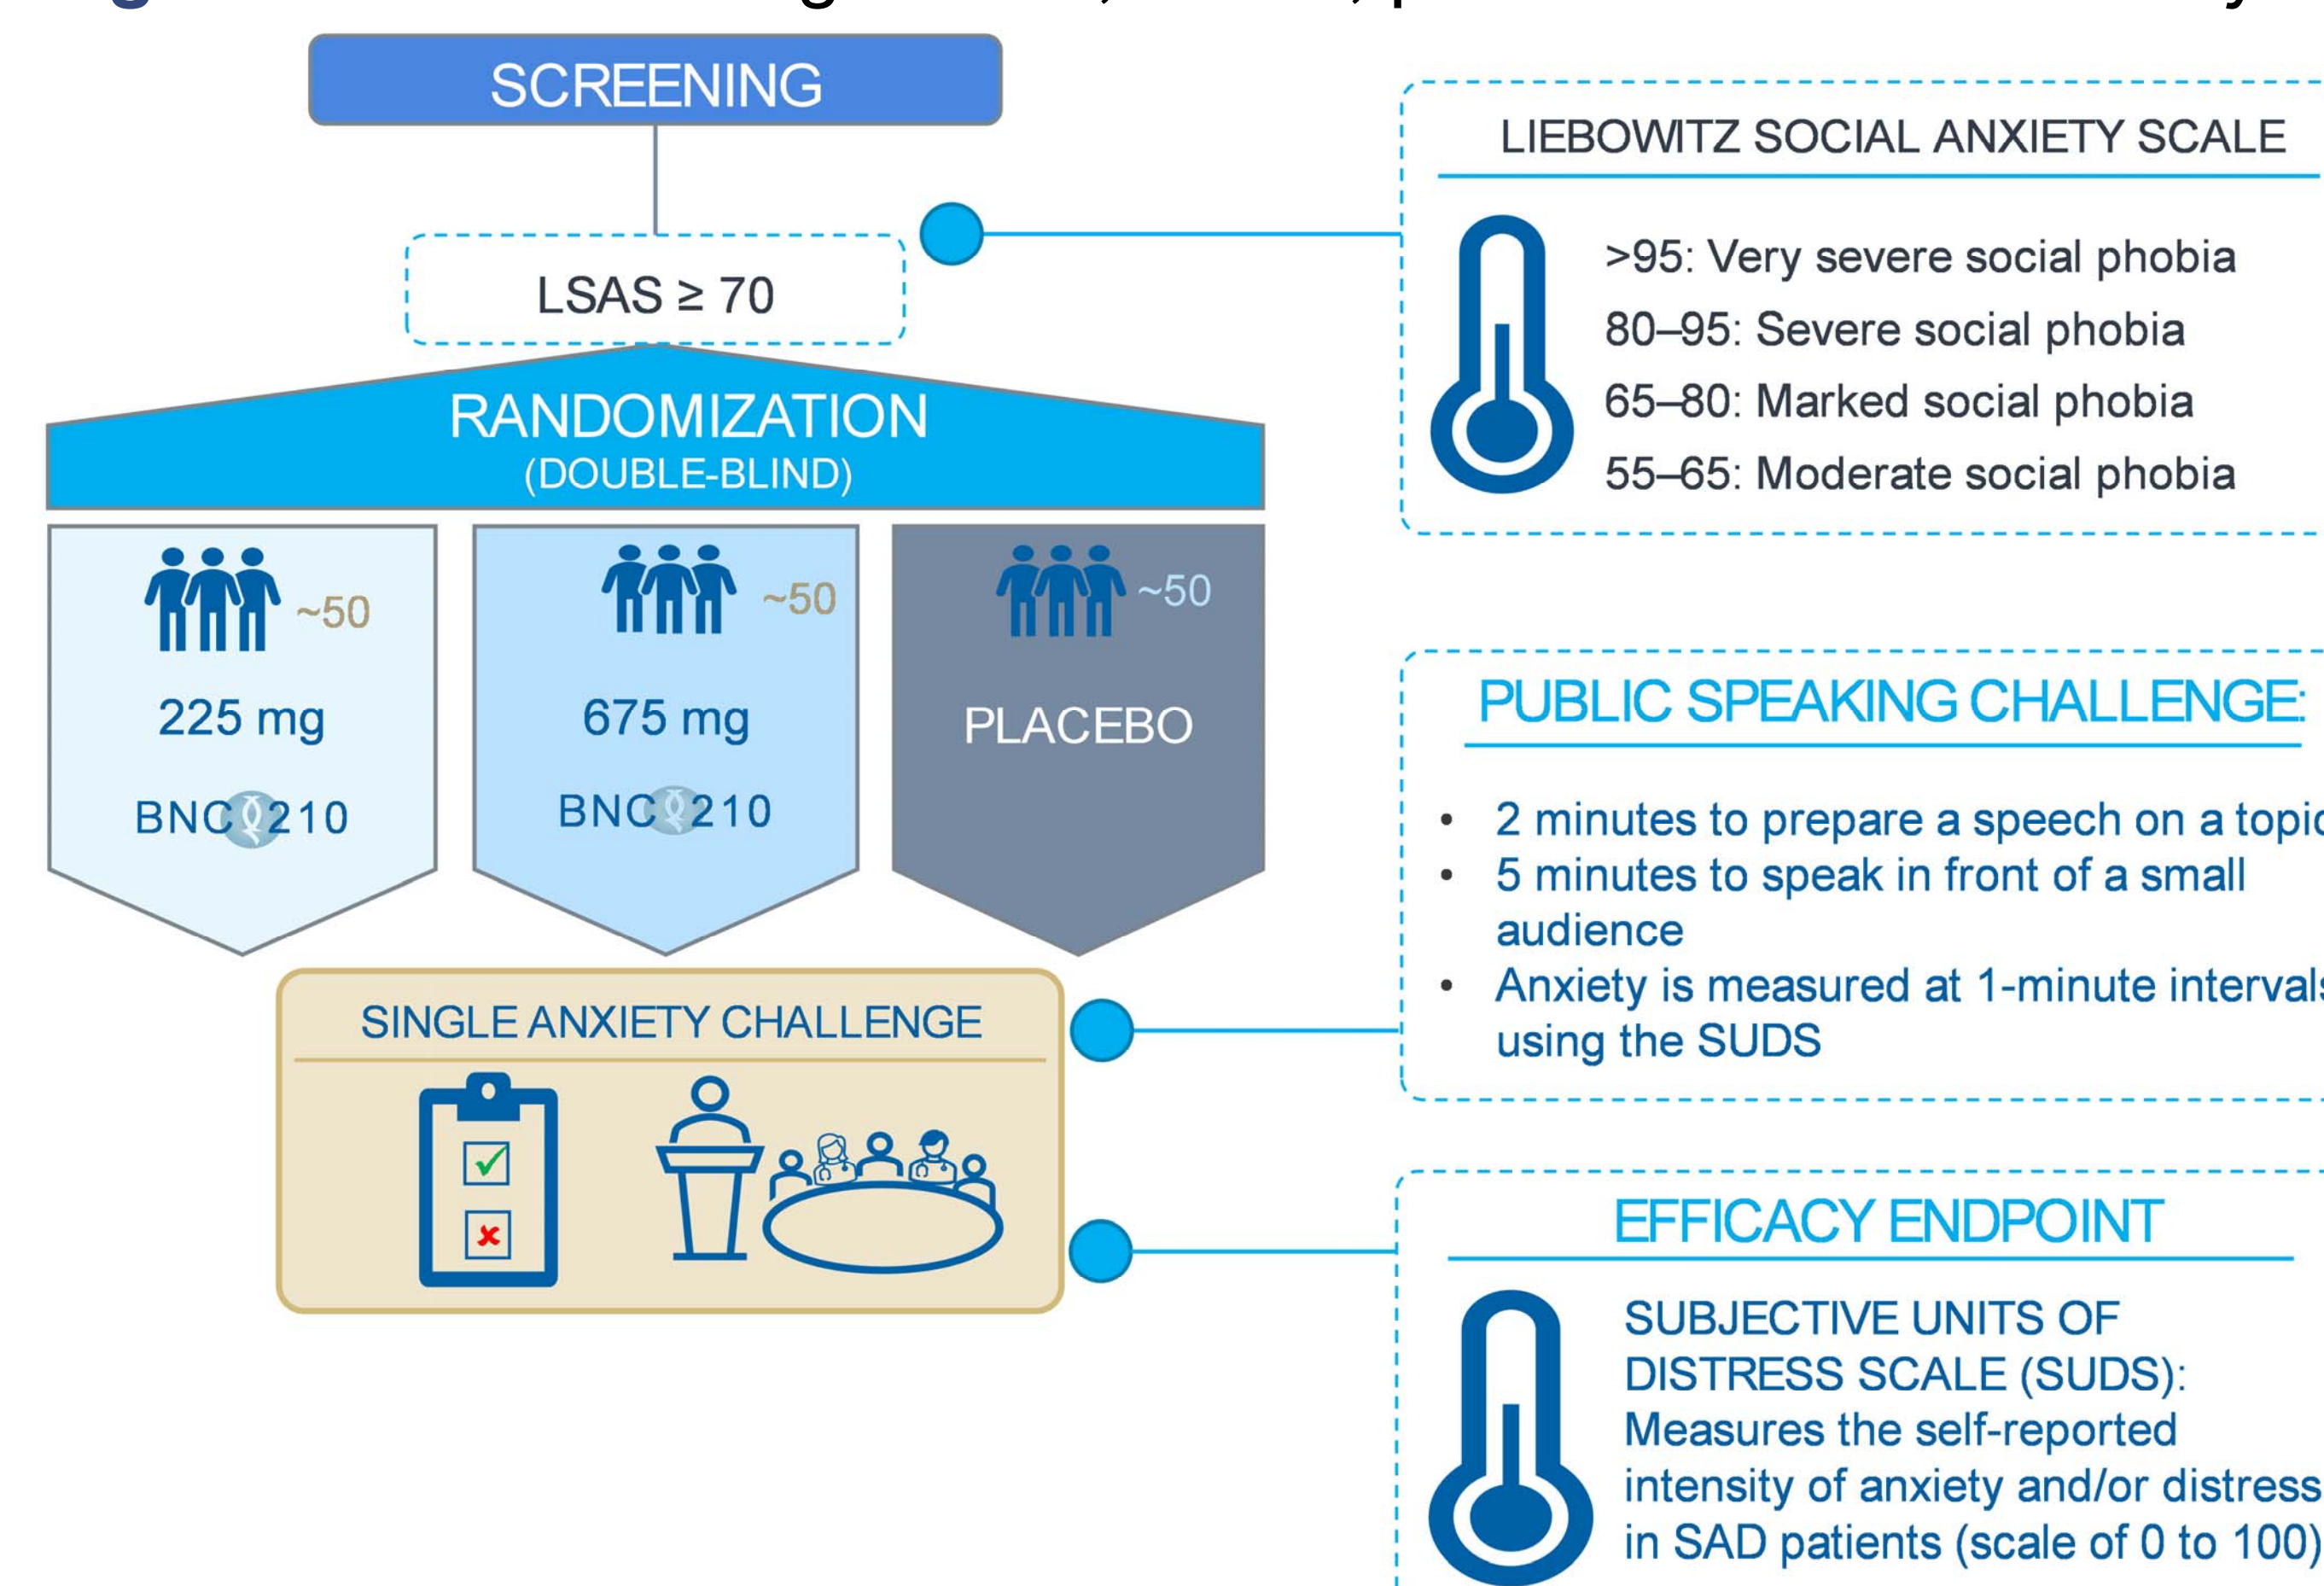 SCREENING
LSAS ≥ 70
RANDOMIZATION
(DOUBLE-BLIND)
~50
225 mg
BNC 210
~50
675 mg
BNC 210
~50
PLACEBO
SINGLE ANXIETY CHALLENGE
LIEBOWITZ SOCIAL ANXIETY SCALE
>95: Very severe social phobia
80–95: Severe social phobia
65–80: Marked social phobia
55–65: Moderate social phobia
PUBLIC SPEAKING CHALLENGE:
• 2 minutes to prepare a speech on a topic
• 5 minutes to speak in front of a small
audience
• Anxiety is measured at 1-minute intervals
using the SUDS
EFFICACY ENDPOINT
SUBJECTIVE UNITS OF
DISTRESS SCALE (SUDS):
Measures the self-reported
intensity of anxiety and/or distress
in SAD patients (scale of 0 to 100)